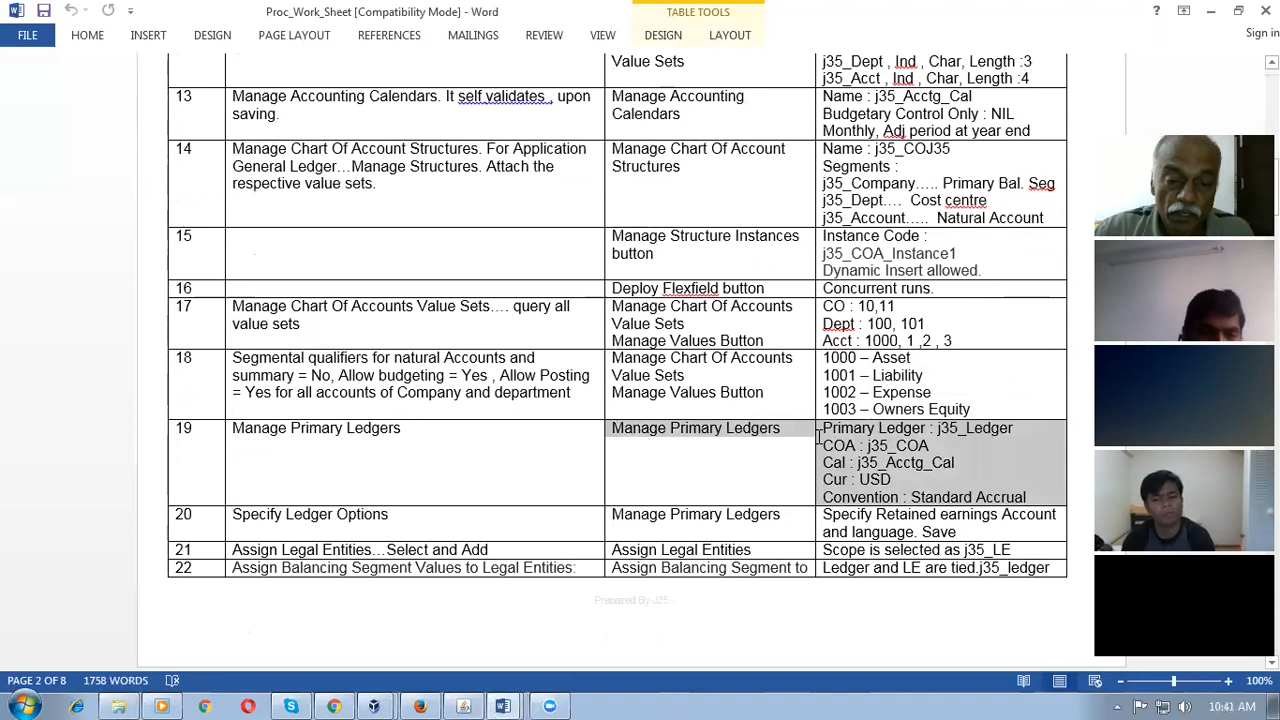 Proc_Work_Sheet [Compatibility Mode] - Word
TABLE TOOLS
?
FILE
HOME
INSERT
DESIGN
PAGE LAYOUT
REFERENCES
MAILINGS
REVIEW
VIEW
DESIGN
LAYOUT
Sign in
Value Sets
j35_Dept , Ind , Char, Length :3
j35_Acct , Ind , Char, Length :4
13
Manage Accounting Calendars. It self validates , upon
saving.
Manage Accounting
Calendars
Name : j35_Acctg_Cal
Budgetary Control Only : NIL
Monthly, Adj period at year end
14
Manage Chart Of Account Structures. For Application
General Ledger…Manage Structures. Attach the
respective value sets.
Manage Chart Of Account
Structures
Name : j35_COJ35
Segments :
j35_Company….. Primary Bal. Seg
j35_Dept…. Cost centre
j35_Account….. Natural Account
15
Manage Structure Instances
button
Instance Code :
j35_COA_Instance1
Dynamic Insert allowed.
16
Deploy Flexfield button
Concurrent runs.
17
Manage Chart Of Accounts Value Sets…. query all
value sets
Manage Chart Of Accounts
Value Sets
Manage Values Button
CO : 10,11
Dept : 100, 101
Acct : 1000, 1 ,2 , 3
18
Segmental qualifiers for natural Accounts and
summary = No, Allow budgeting = Yes , Allow Posting
= Yes for all accounts of Company and department
Manage Chart Of Accounts
Value Sets
Manage Values Button
1000 – Asset
1001 – Liability
1002 – Expense
1003 – Owners Equity
19
Manage Primary Ledgers
Manage Primary Ledgers
Primary Ledger : j35_Ledger
COA : j35_COA
Cal : j35_Acctg_Cal
Cur : USD
Convention : Standard Accrual
20
Specify Ledger Options
Manage Primary Ledgers
Specify Retained earnings Account
and language. Save
21
Assign Legal Entities…Select and Add
Assign Legal Entities
Scope is selected as j35_LE
22
Assign Balancing Segment Values to Legal Entities:
Assign Balancing Segment to
Ledger and LE are tied.j35_ledger
Prepared By J25
PAGE 2 OF 8
1758 WORDS
100%
10:41 AM